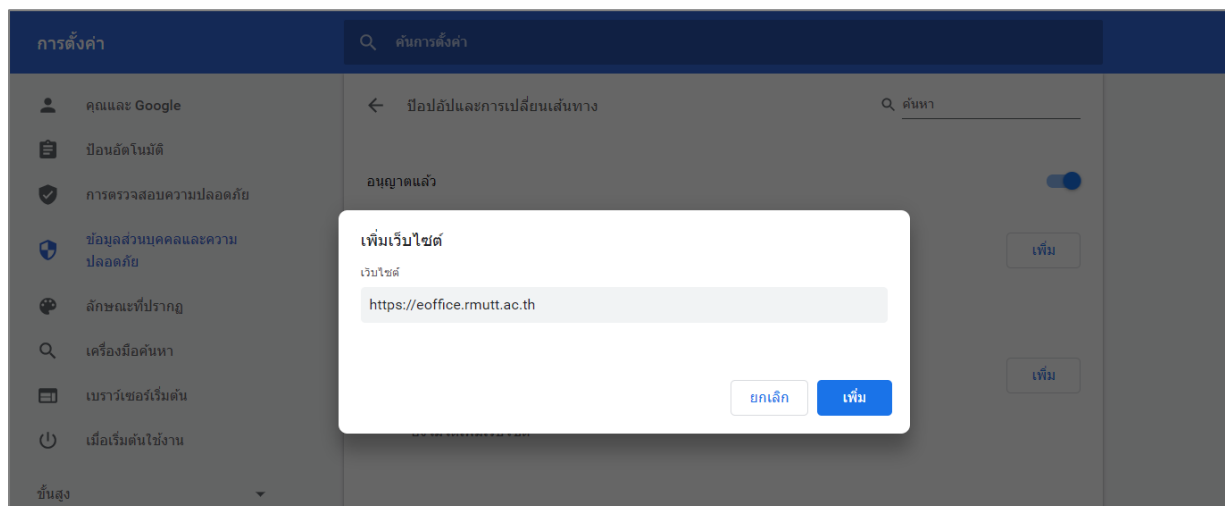 การตั้งค่า
ค้นการตั้งค่า
คุณและ Google
ป้อนอัตโนมัติ
การตรวจสอบความปลอดภัย
ข้อมูลส่วนบุคคลและความ
ปลอดภัย
ลักษณะที่ปรากฏ
เครื่องมือค้นหา
เบราว์เซอร์เริ่มต้น
เมื่อเริ่มต้นใช้งาน
ขั้นสูง
ป๊อปอัปและการเปลี่ยนเส้นทาง
ค้นหา
อนุญาตแล้ว
เพิ่ม
เพิ่ม
เพิ่มเว็บไซต์
เว็บไซต์
https://eoffice.rmutt.ac.th
ยกเลิก
เพิ่ม